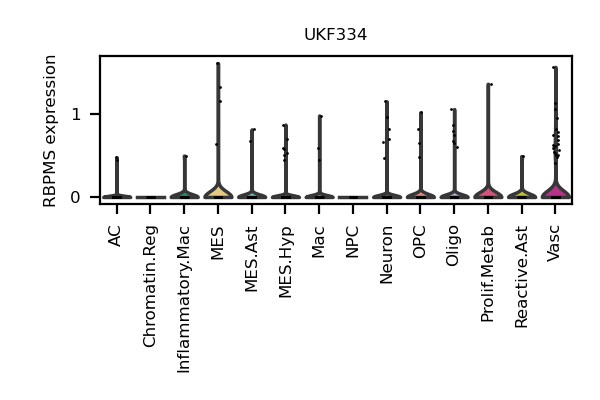 UKF334
RBPMS expression
1
0
AC
Chromatin.Reg
Inflammatory.Mac
MES
MES.Ast
MES.Hyp
Mac
NPC
Neuron
OPC
Oligo
Prolif.Metab
Reactive.Ast
Vasc